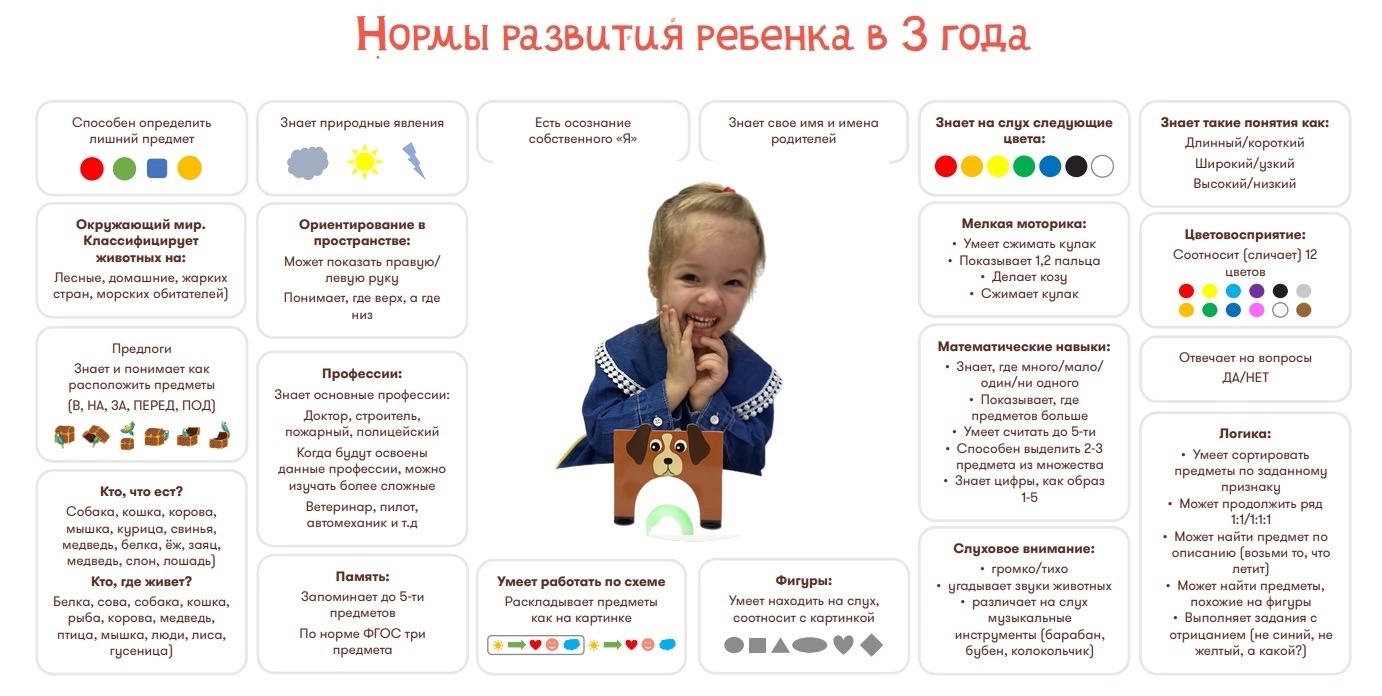 Нормы развития ребенка в 3 года
Способен определить
лишний предмет
Знает природные явления
Есть осознание
собственного «Я»
Знает свое имя и имена
родителей
Знает на слух следующие
цвета:
Знает такие понятия как:
Длинный/короткий
Широкий/узкий
Высокий/низкий
Окружающий мир.
Классифицирует
животных на:
Лесные, домашние, жарких
стран, морских обитателей)
Ориентирование в
пространстве:
Может показать правую/
левую руку
Понимает, где верх, а где
низ
Мелкая моторика:
• Умеет сжимать кулак
• Показывает 1,2 пальца
• Делает козу
• Сжимает кулак
Цветовосприятие:
Соотносит (сличает) 12
цветов
Предлоги
Знает и понимает как
расположить предметы
(В, НА, ЗА, ПЕРЕД, ПОД)
Профессии:
Знает основные профессии:
Доктор, строитель,
пожарный, полицейский
Когда будут освоены
данные профессии, можно
изучать более сложные
Ветеринар, пилот,
автомеханик и т.д
Математические навыки:
• Знает, где много/мало/
один/ни одного
• Показывает, где
предметов больше
• Умеет считать до 5-ти
• Способен выделить 2-3
предмета из множества
• Знает цифры, как образ
1-5
Отвечает на вопросы
ДА/НЕТ
Логика:
• Умеет сортировать
предметы по заданному
признаку
• Может продолжить ряд
1:1/1:1:1
• Может найти предмет по
описанию (возьми то, что
летит)
• Может найти предметы,
похожие на фигуры
• Выполняет задания с
отрицанием (не синий, не
желтый, а какой?)
Кто, что ест?
Собака, кошка, корова,
мышка, курица, свинья,
медведь, белка, ёж, заяц,
медведь, слон, лошадь)
Кто, где живет?
Белка, сова, собака, кошка,
рыба, корова, медведь,
птица, мышка, люди, лиса,
гусеница)
Память:
Запоминает до 5-ти
предметов
По норме ФГОС три
предмета
Умеет работать по схеме
Раскладывает предметы
как на картинке
Фигуры:
Умеет находить на слух,
соотносит с картинкой
Слуховое внимание:
• громко/тихо
• угадывает звуки животных
• различает на слух
музыкальные
инструменты (барабан,
бубен, колокольчик)